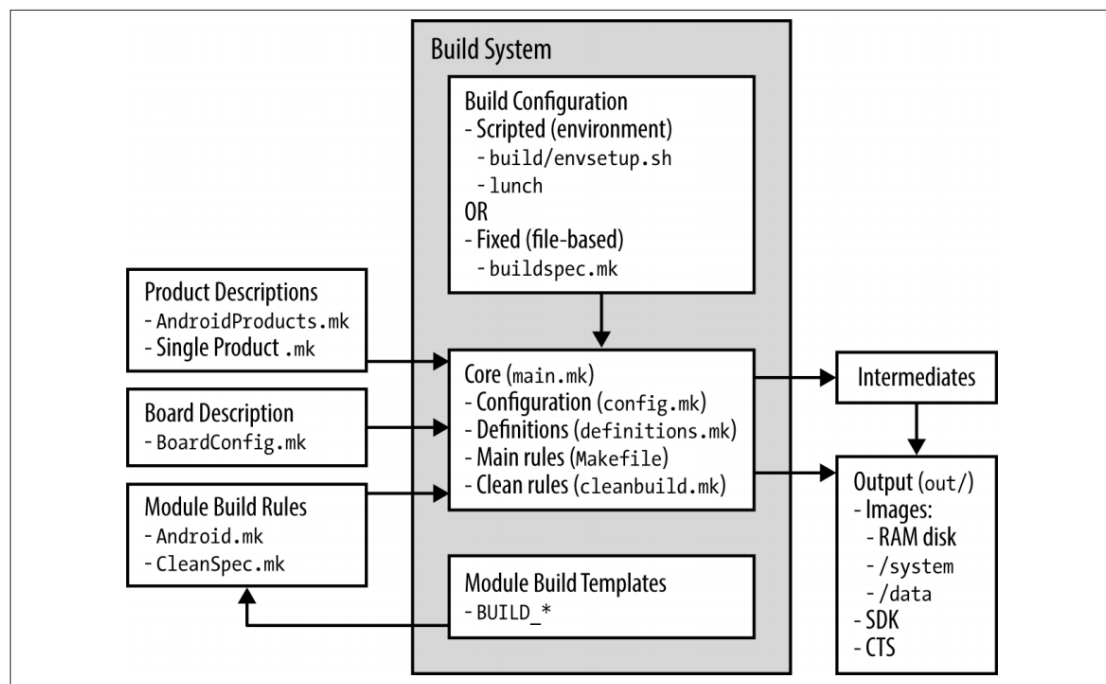 Build System
Build Configuration
- Scripted (environment)
- build/envsetup.sh
- lunch
OR
- Fixed (file-based)
- buildspec.mk
Product Descriptions
- AndroidProducts.mk
- Single Product .mk
Board Description
- BoardConfig.mk
Module Build Rules
- Android.mk
- CleanSpec.mk
Core (main.mk)
- Configuration (config.mk)
- Definitions (definitions.mk)
- Main rules (Makefile)
- Clean rules (cleanbuild.mk)
Module Build Templates
- BUILD_*
Intermediates
Output (out/)
- Images:
- RAM disk
- /system
- /data
- SDK
- CTS